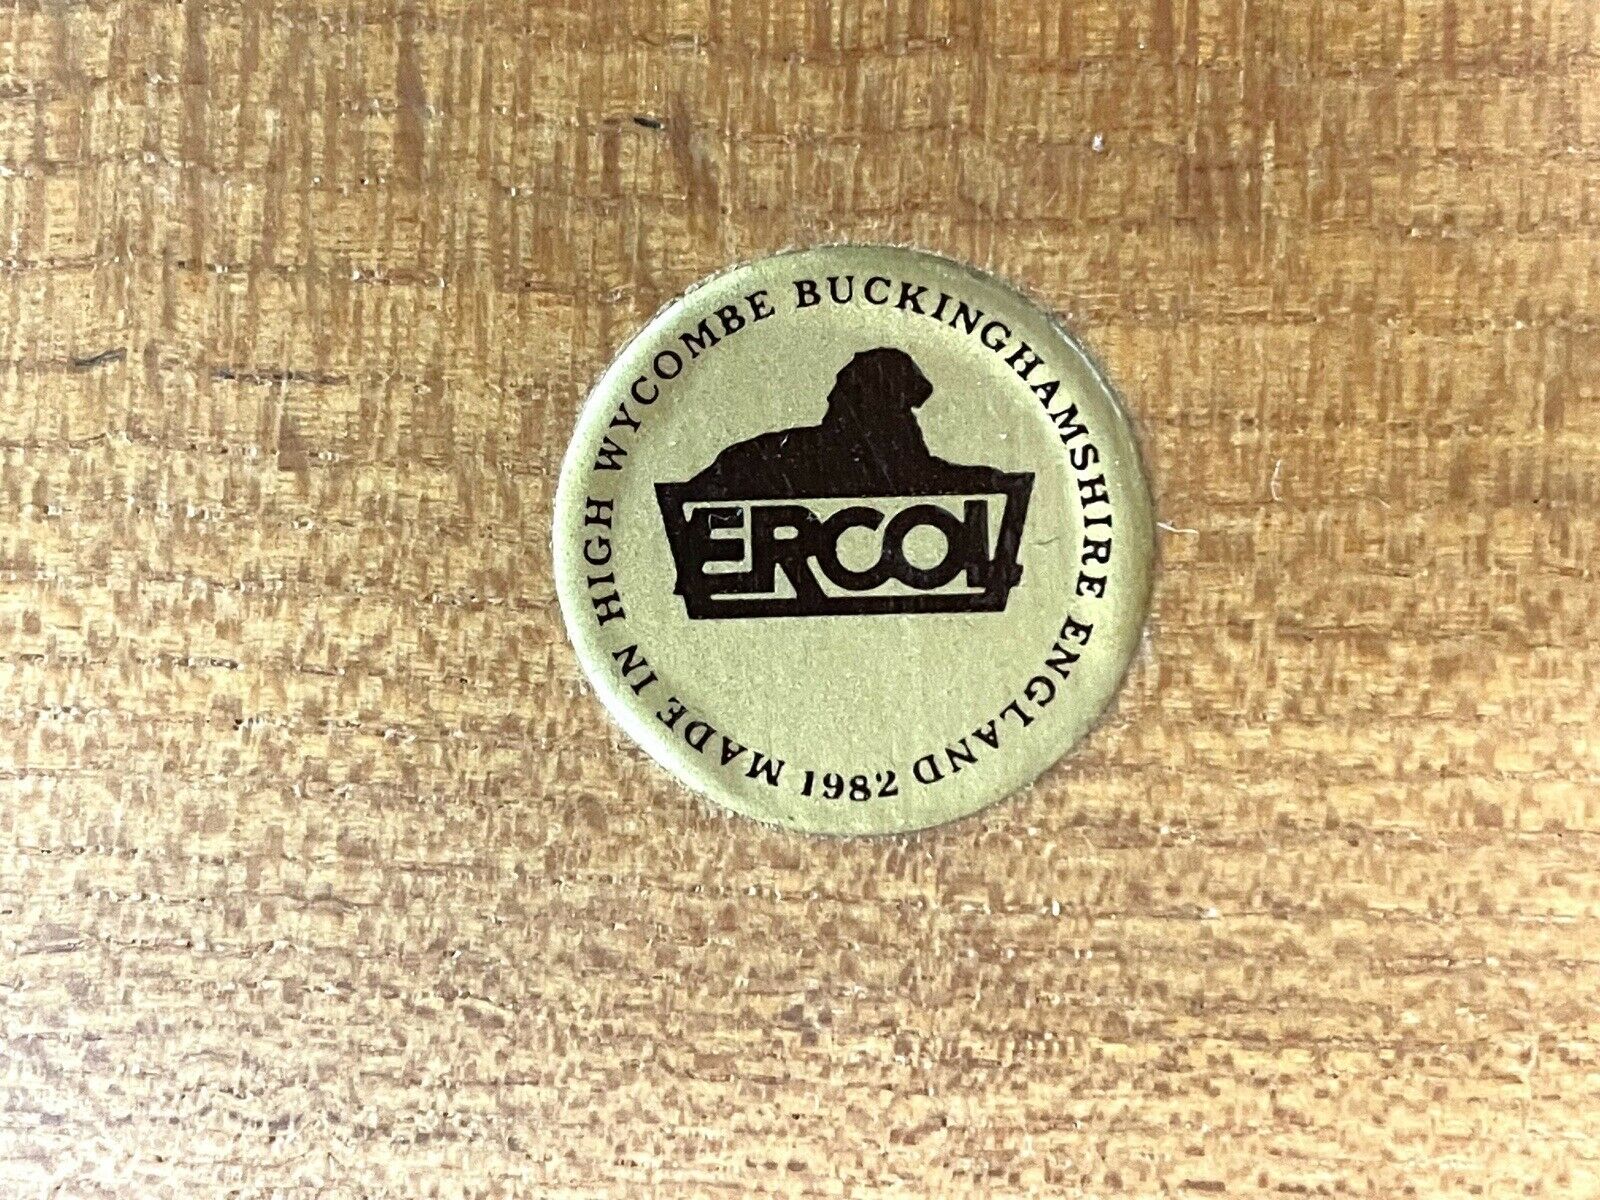 MADE IN HIGH WYCOMBE BUCKINGHAMSHIRE ENGLAND
ERCOL
1982